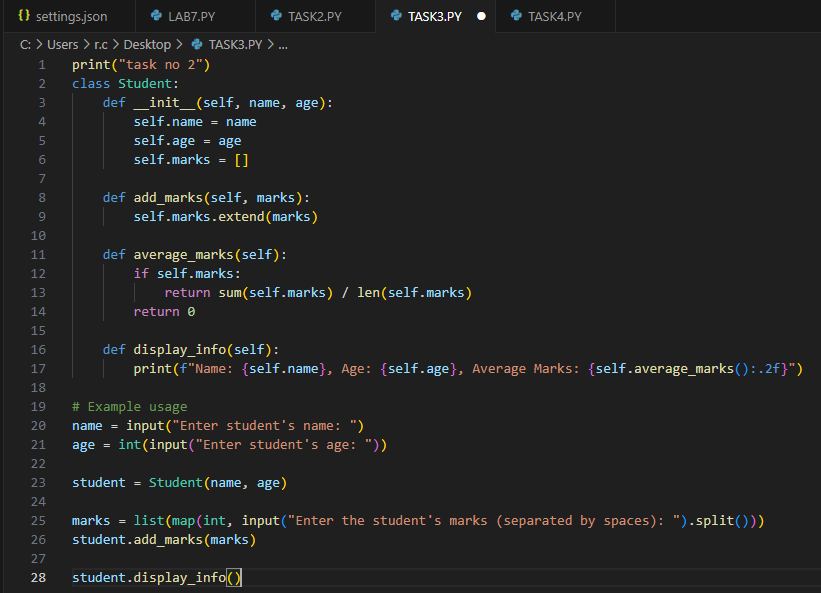 {} settings.json LAB7.PY TASK2.PY TASK3.PY TASK4.PY
C: > Users > r.c > Desktop > TASK3.PY > ...
1 print("task no 2")
2 class Student:
3     def __init__(self, name, age):
4         self.name = name
5         self.age = age
6         self.marks = []
7
8     def add_marks(self, marks):
9         self.marks.extend(marks)
10
11     def average_marks(self):
12         if self.marks:
13             return sum(self.marks) / len(self.marks)
14         return 0
15
16     def display_info(self):
17         print(f"Name: {self.name}, Age: {self.age}, Average Marks: {self.average_marks():.2f}")
18
19 # Example usage
20 name = input("Enter student's name: ")
21 age = int(input("Enter student's age: "))
22
23 student = Student(name, age)
24
25 marks = list(map(int, input("Enter the student's marks (separated by spaces): ").split()))
26 student.add_marks(marks)
27
28 student.display_info()